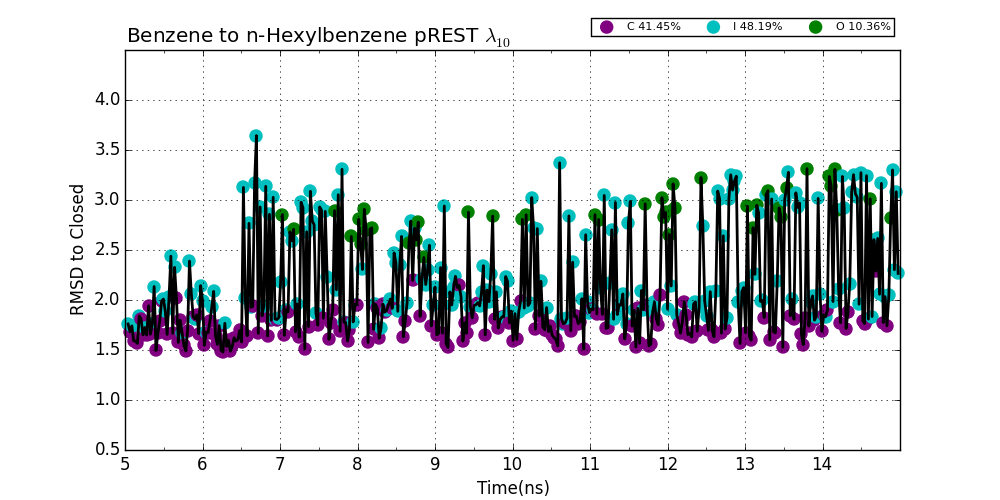 Benzene to n-Hexylbenzene pREST λ₁₀
C 41.45% I 48.19% O 10.36%
4.0
3.5
3.0
2.5
2.0
1.5
1.0
0.5
RMSD to Closed
5 6 7 8 9 10 11 12 13 14
Time(ns)